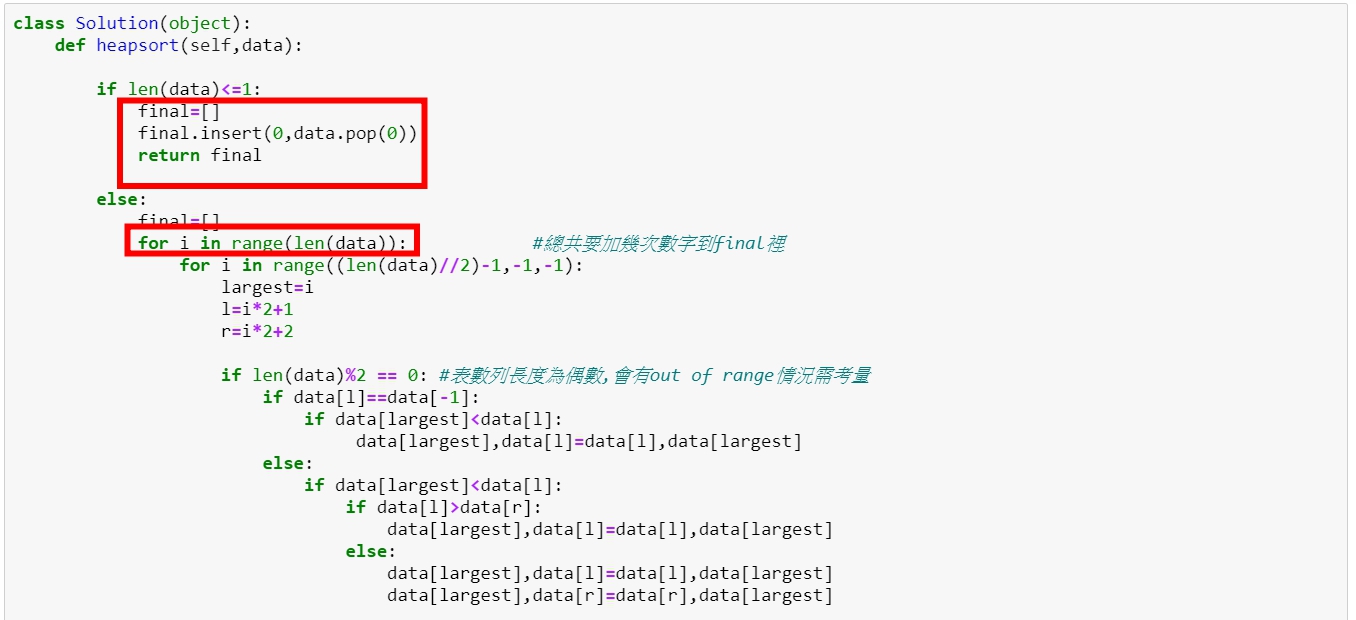 class Solution(object):
    def heapsort(self,data):
        if len(data)<=1:
            final=[]
            final.insert(0,data.pop(0))
            return final
        else:
            final=[]
            for i in range(len(data)):            #總共要加幾次數字到final裡
                for i in range((len(data)//2)-1,-1,-1):
                    largest=i
                    l=i*2+1
                    r=i*2+2
                    if len(data)%2 == 0: #表數列長度為偶數,會有out of range情況需考量
                        if data[l]==data[-1]:
                            if data[largest]<data[l]:
                                 data[largest],data[l]=data[l],data[largest]
                        else:
                            if data[largest]<data[l]:
                                if data[l]>data[r]:
                                    data[largest],data[l]=data[l],data[largest]
                                else:
                                    data[largest],data[l]=data[l],data[largest]
                                    data[largest],data[r]=data[r],data[largest]